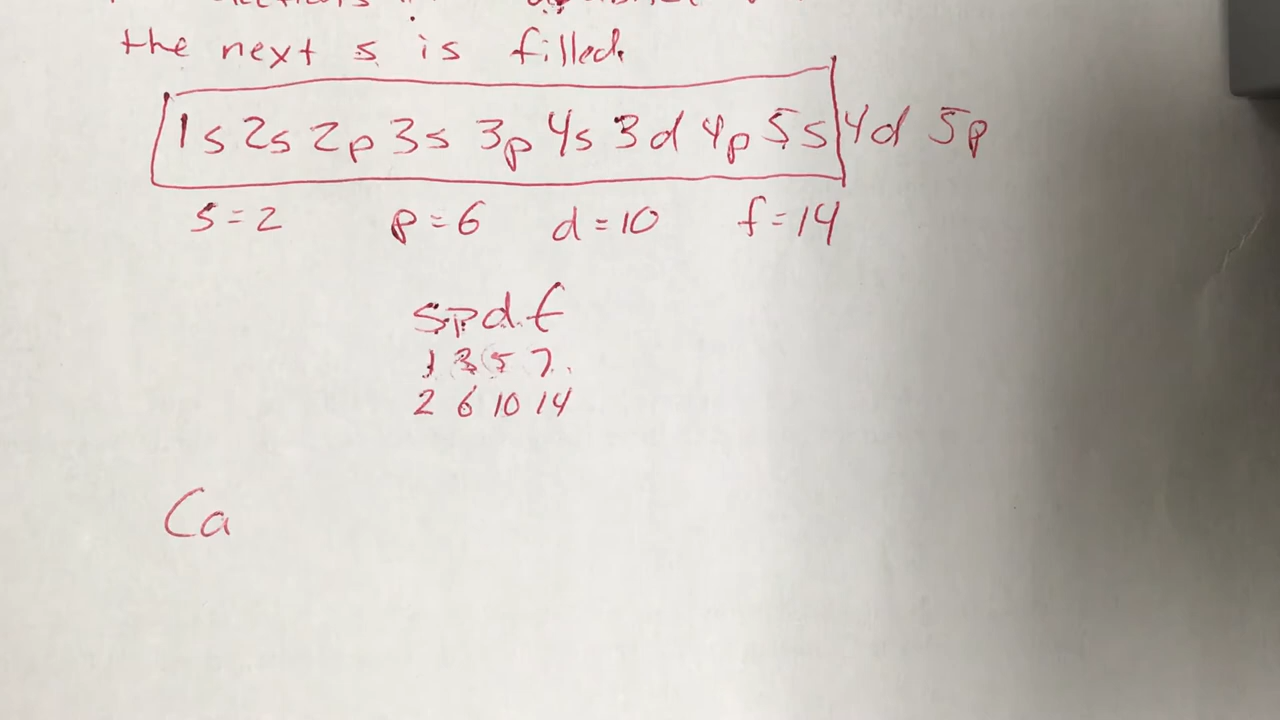 the next s is filled.
1s 2s 2p 3s 3p 4s 3d 4p 5s 4d 5p
s=2 p=6 d=10 f=14
s p d f
1 3 5 7
2 6 10 14
Ca